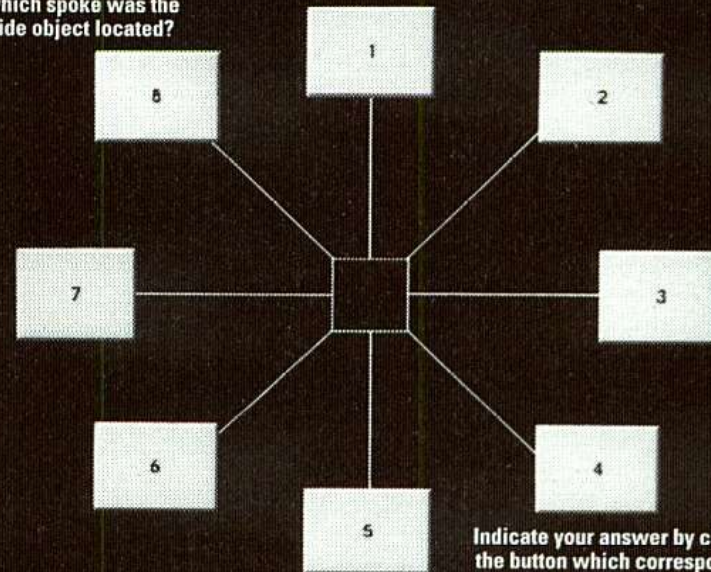 which spoke was the
ide object located?
1
8
2
7
3
6
4
5
Indicate your answer by c
the button which correspo